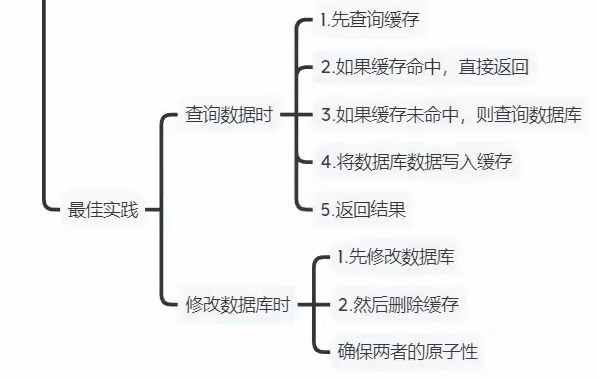 1.先查询缓存
2.如果缓存命中，直接返回
查询数据时
3.如果缓存未命中，则查询数据库
4.将数据库数据写入缓存
最佳实践
5.返回结果
1.先修改数据库
修改数据库时
2.然后删除缓存
确保两者的原子性